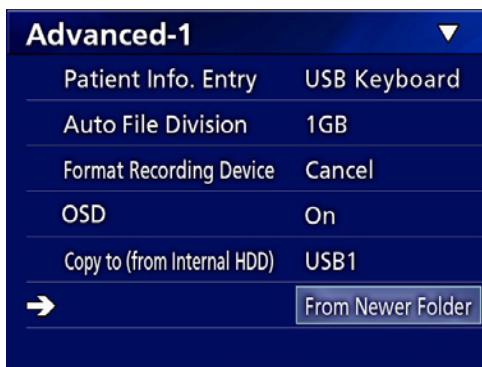 Advanced-1
Patient Info. Entry USB Keyboard
Auto File Division 1GB
Format Recording Device Cancel
OSD On
Copy to (from Internal HDD) USB1
From Newer Folder